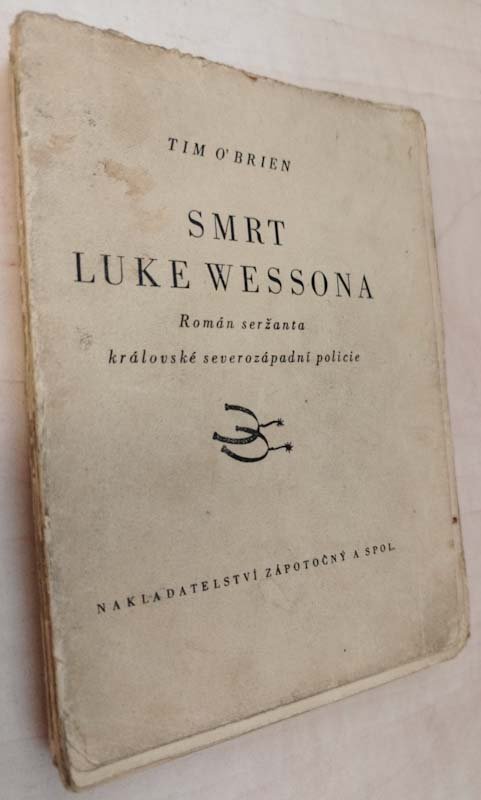 TIM O'BRIEN
SMRT
LUKE WESSONA
Román seržanta
královské severozápadní policie
NAKLADATELSTVÍ ZÁPOTOČNÝ A SPOL.